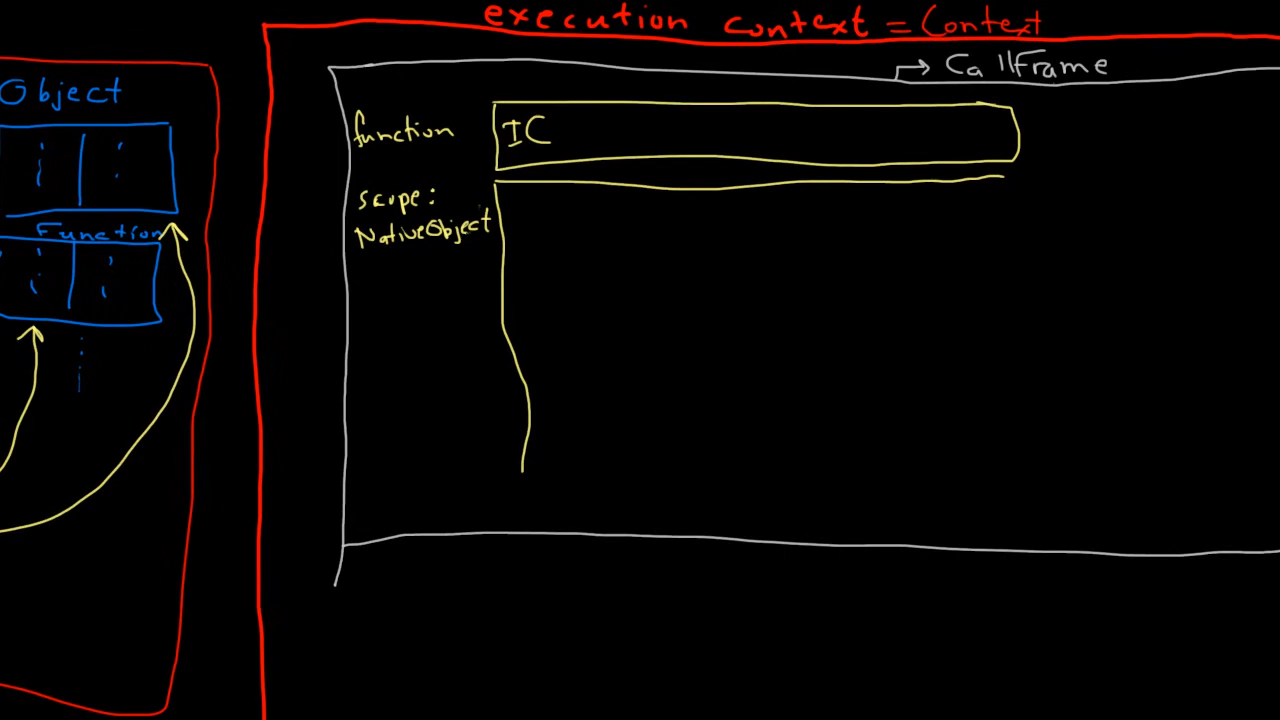 execution context = Context
CallFrame
Object
function IC
scope:
NativeObject
Function